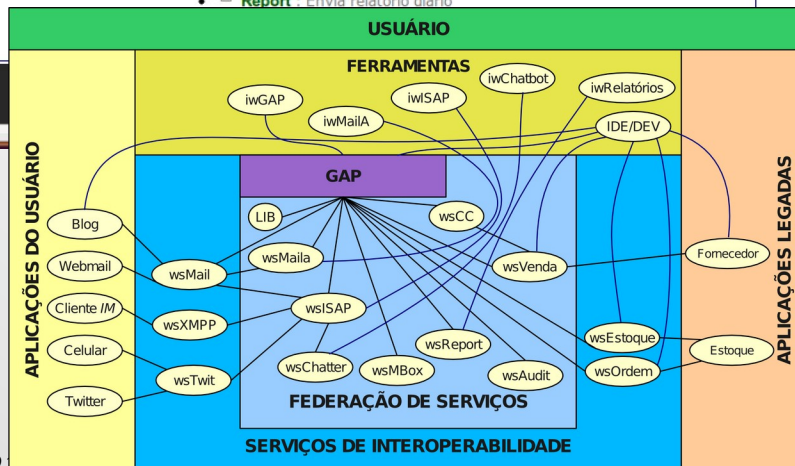 Report : Envia relatório diário
USUÁRIO
FERRAMENTAS
iwGAP
iwMailA
iwISAP
iwChatbot
iwRelatórios
IDE/DEV
APLICAÇÕES DO USUÁRIO
Blog
Webmail
Cliente IM
Celular
Twitter
GAP
LIB
wsCC
wsMaila
wsMail
wsVenda
wsISAP
wsXMPP
wsReport
wsChatter
wsMBox
wsAudit
wsTwit
wsEstoque
wsOrdem
FEDERAÇÃO DE SERVIÇOS
SERVIÇOS DE INTEROPERABILIDADE
APLICAÇÕES LEGADAS
Fornecedor
Estoque